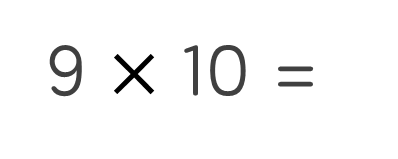 9 × 10 =